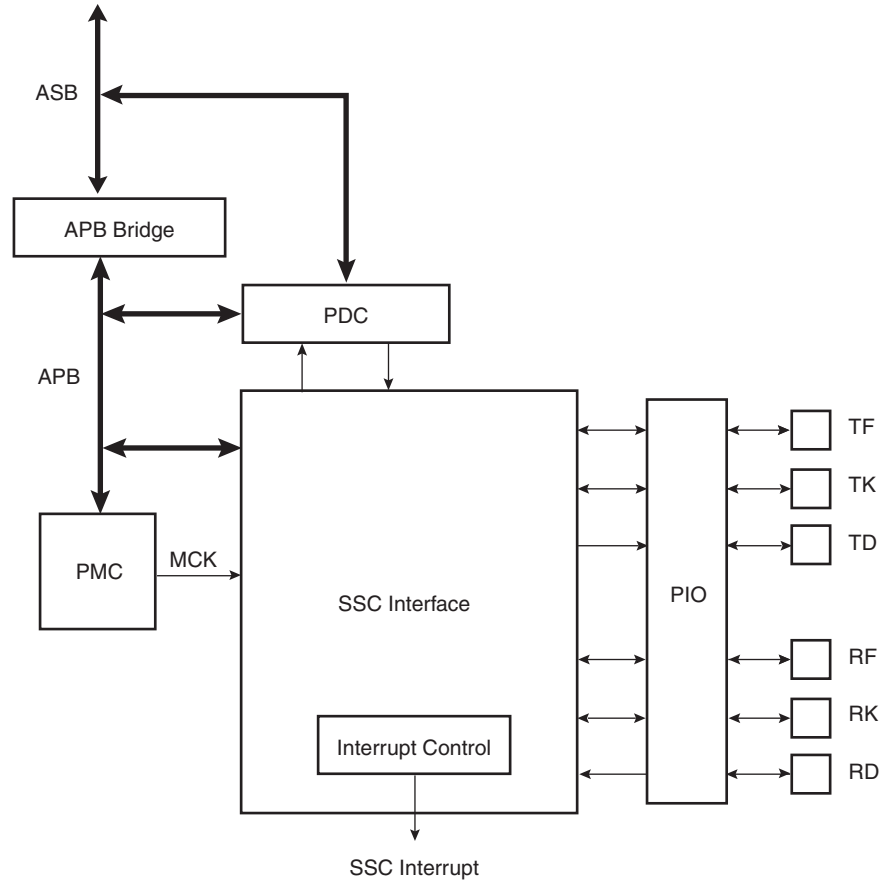 ASB
APB Bridge
PDC
APB
TF
TK
PMC
MCK
TD
SSC Interface
PIO
RF
RK
Interrupt Control
RD
SSC Interrupt